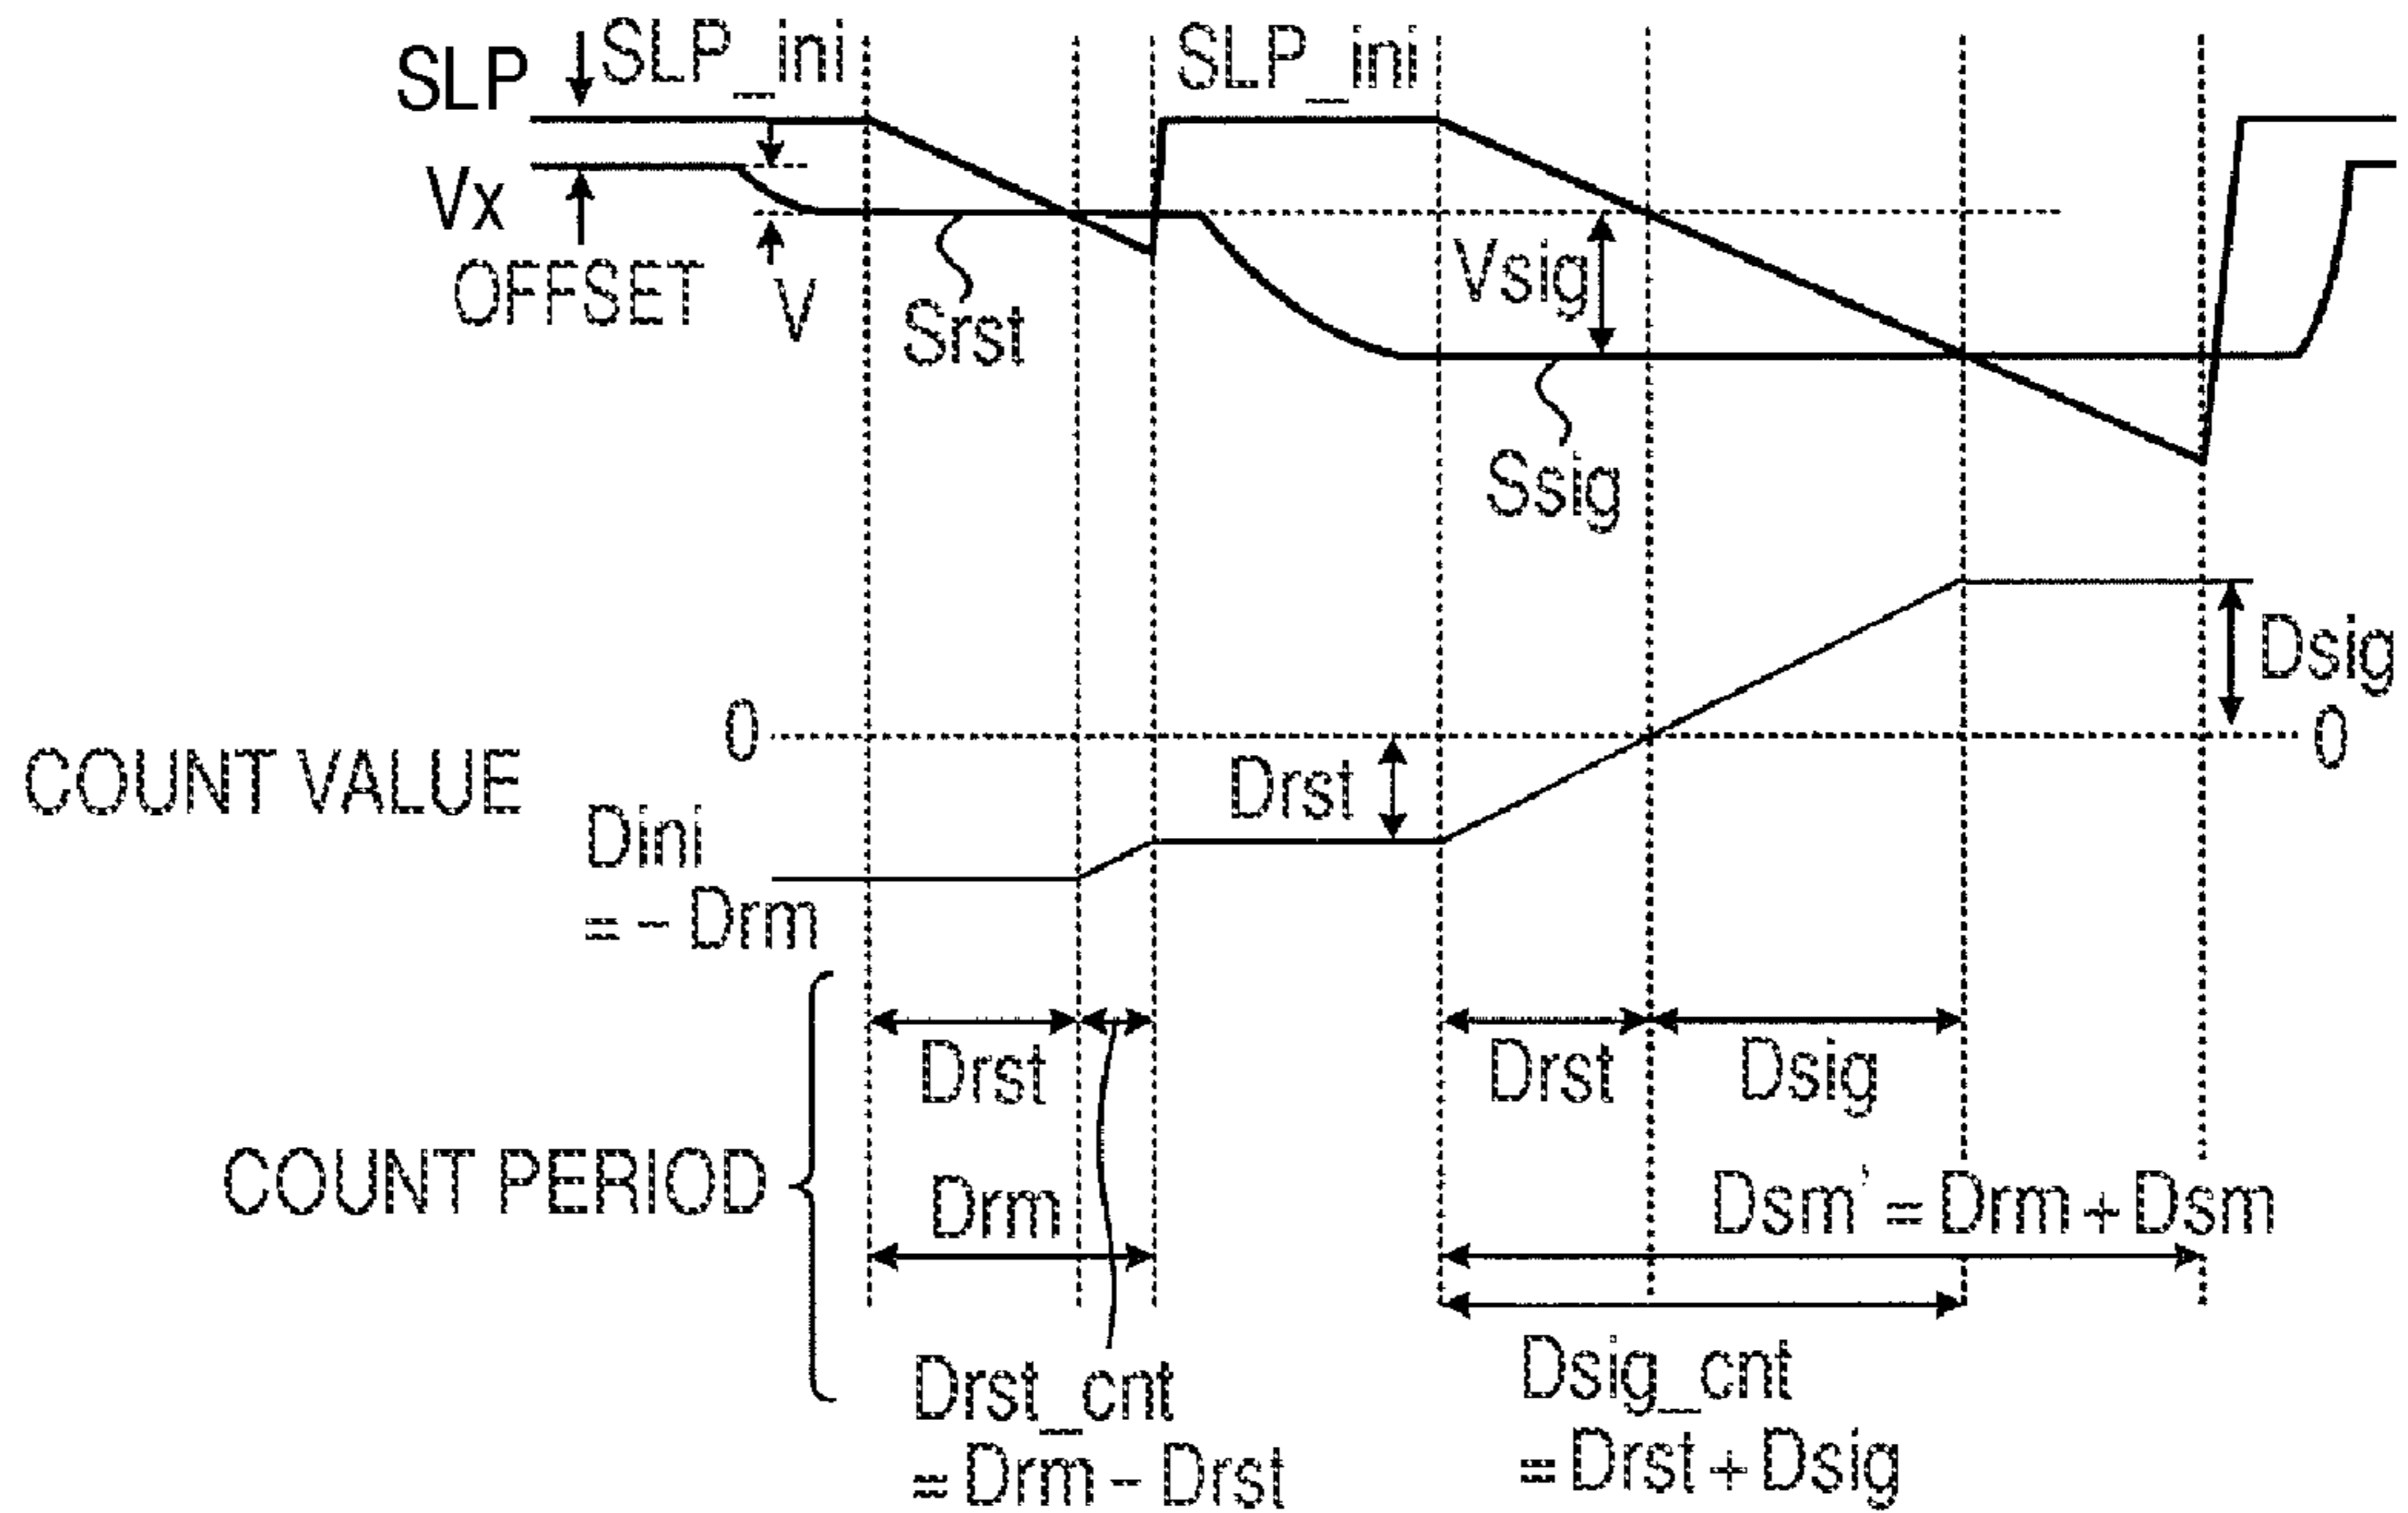 SLP
SLP_ini
SLP_ini
Vx
OFFSET
V
Srst
Vsig
Ssig
Dsig
0
0
COUNT VALUE
Drst
Dini
= - Drm
Drst
Drst
Dsig
COUNT PERIOD
Drm
Dsm' = Drm + Dsm
Drst_cnt
= Drm - Drst
Dsig_cnt
= Drst + Dsig